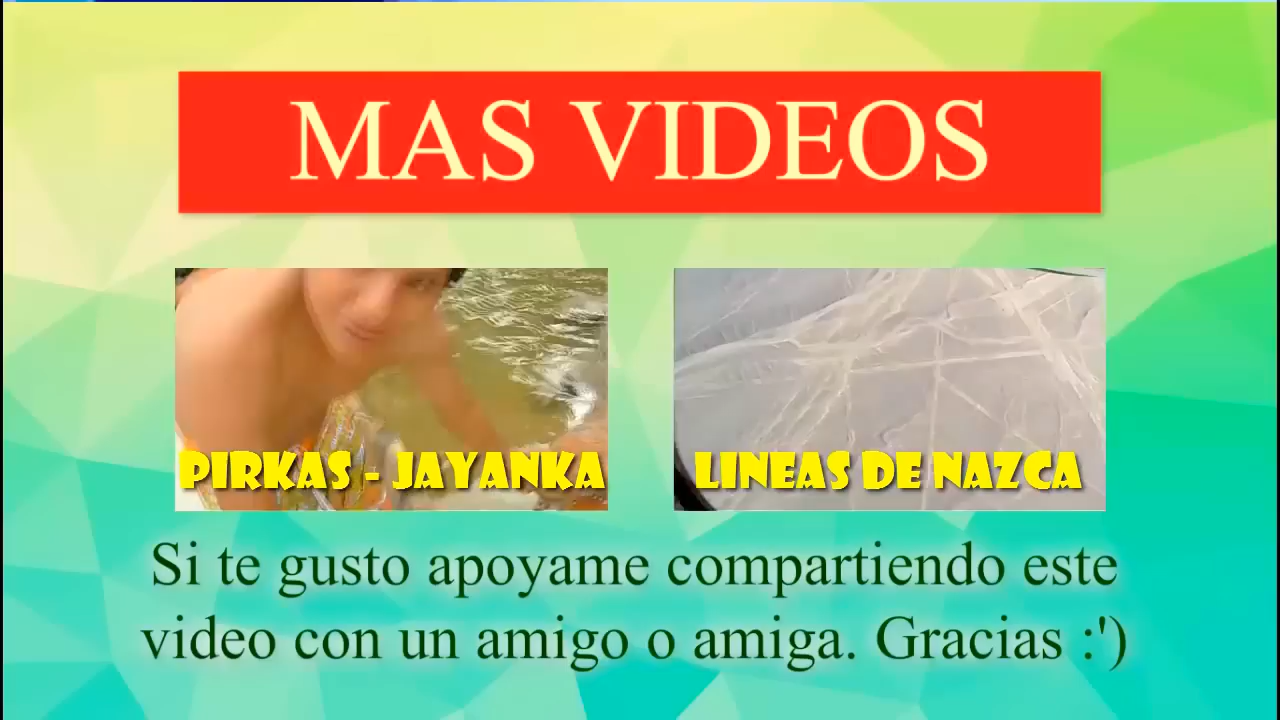 MAS VIDEOS
PIRKAS - JAYANKA
LINEAS DE NAZCA
Si te gusto apoyame compartiendo este
video con un amigo o amiga. Gracias :')